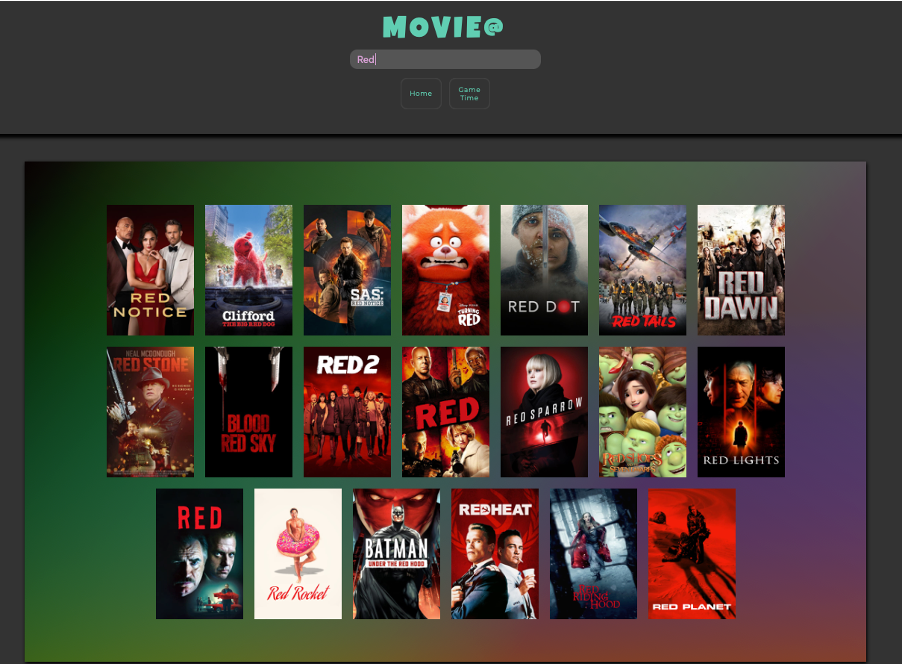 MOVIE@
Red
Home
Game
Time
RED
NOTICE
Clifford
THE BIG RED DOG
SAS:
RED NOTICE
TURNING
RED
RED DOT
RED TAILS
RED
DAWN
NEAL MCDONOUGH
RED STONE
BLOOD
RED SKY
RED 2
RED
RED SPARROW
RED SHOES
RED LIGHTS
RED
Red Rocket
BATMAN
UNDER THE RED HOOD
RED HEAT
RED
RIDING
HOOD
RED PLANET